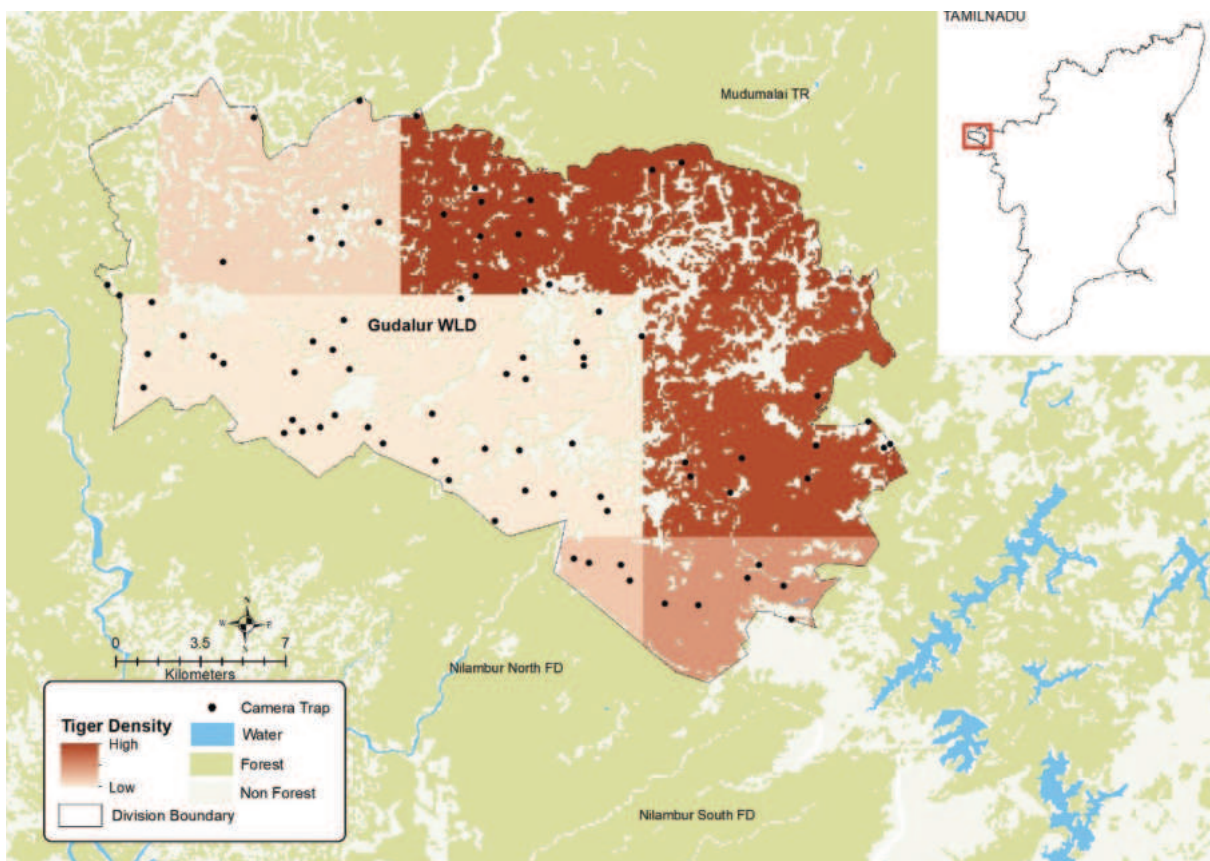 TAMILNADU
Mudumalai TR
Gudalur WLD
N
W
E
S
0 3.5 7
Kilometers
Nilambur North FD
Nilambur South FD
Camera Trap
Tiger Density
High
Low
Water
Forest
Non Forest
Division Boundary